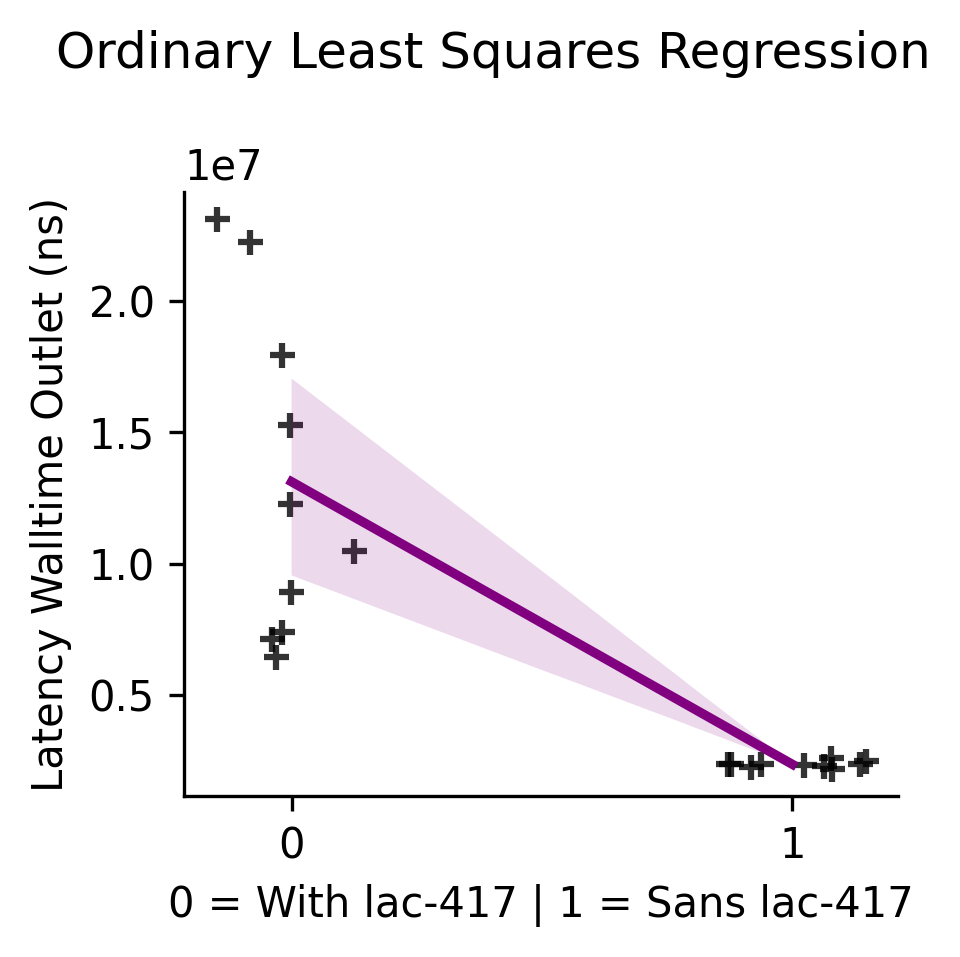 Ordinary Least Squares Regression
1e7
Latency Walltime Outlet (ns)
2.0
1.5
1.0
0.5
0
1
0 = With lac-417 | 1 = Sans lac-417